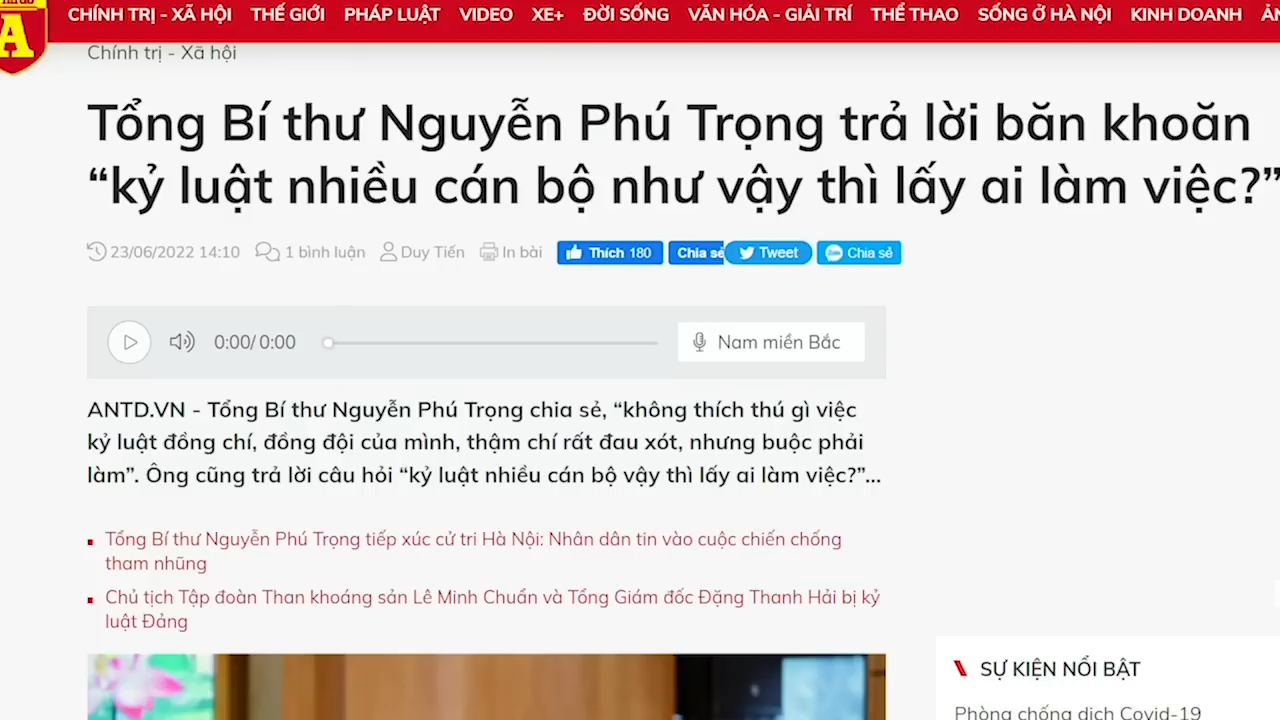 CHÍNH TRỊ - XÃ HỘI THẾ GIỚI PHÁP LUẬT VIDEO XE+ ĐỜI SỐNG VĂN HÓA - GIẢI TRÍ THỂ THAO SỐNG Ở HÀ NỘI KINH DOANH
A
Chính trị - Xã hội
Tổng Bí thư Nguyễn Phú Trọng trả lời băn khoăn
“kỷ luật nhiều cán bộ như vậy thì lấy ai làm việc?”
23/06/2022 14:10 1 bình luận Duy Tiến In bài Thích 180 Chia sẻ Tweet Chia sẻ
0:00/ 0:00 Nam miền Bắc
ANTD.VN - Tổng Bí thư Nguyễn Phú Trọng chia sẻ, “không thích thú gì việc
kỷ luật đồng chí, đồng đội của mình, thậm chí rất đau xót, nhưng buộc phải
làm”. Ông cũng trả lời câu hỏi “kỷ luật nhiều cán bộ vậy thì lấy ai làm việc?”...
Tổng Bí thư Nguyễn Phú Trọng tiếp xúc cử tri Hà Nội: Nhân dân tin vào cuộc chiến chống
tham nhũng
Chủ tịch Tập đoàn Than khoáng sản Lê Minh Chuẩn và Tổng Giám đốc Đặng Thanh Hải bị kỷ
luật Đảng
SỰ KIỆN NỔI BẬT
Phòng chống dịch Covid-19